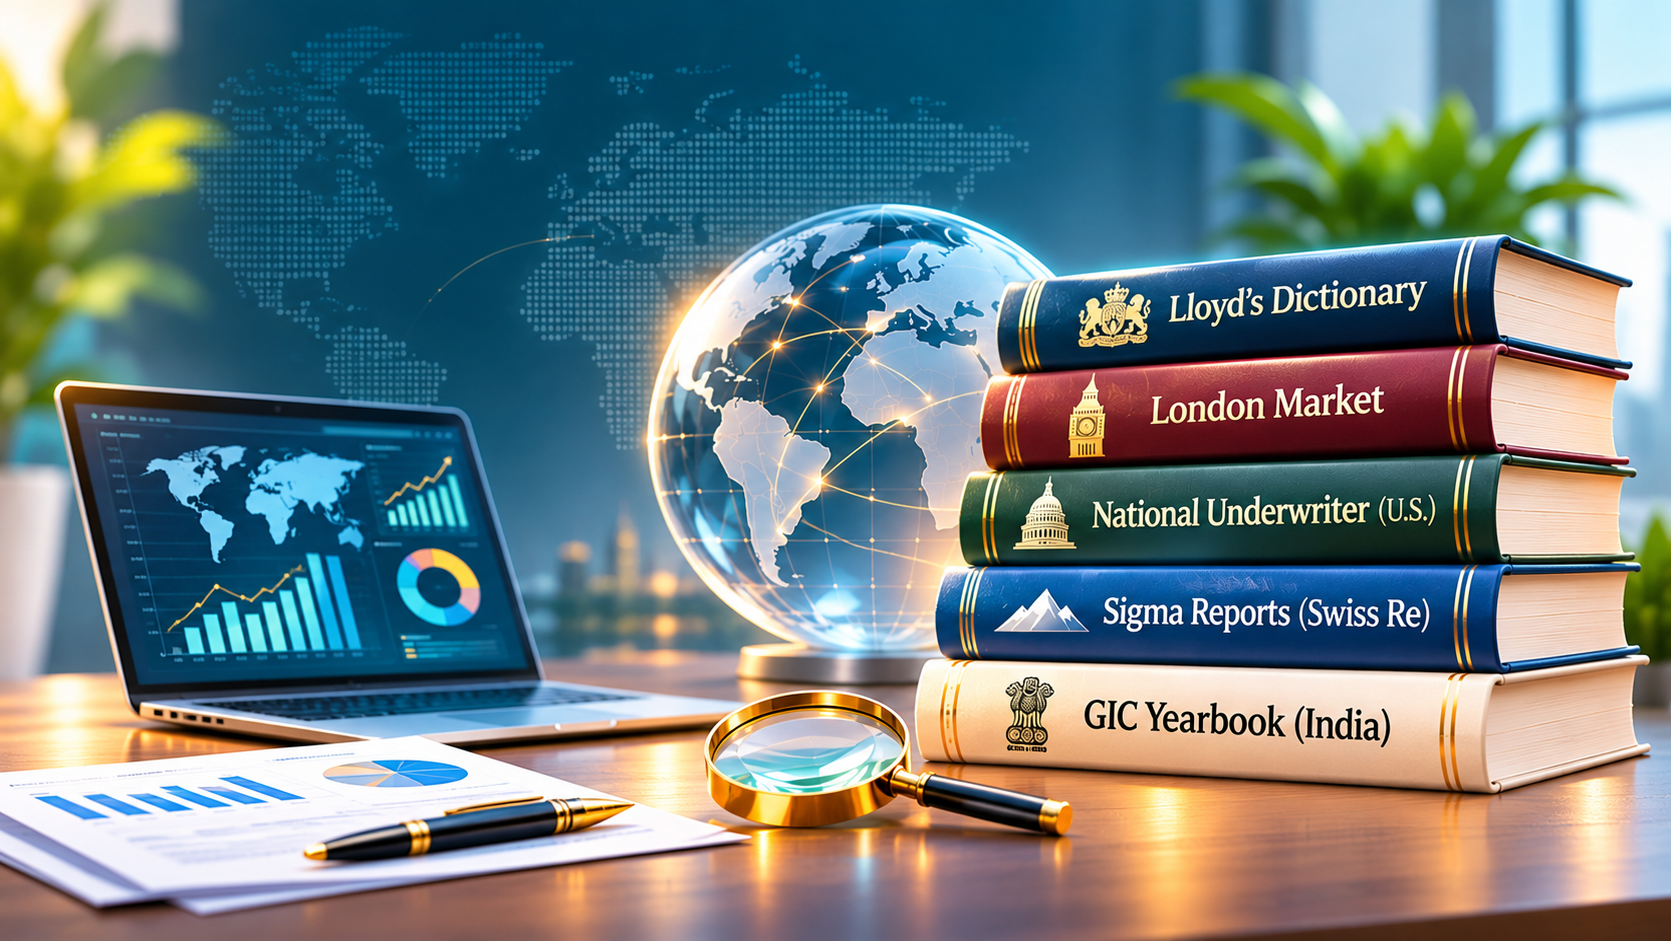 Lloyd's Dictionary
London Market
National Underwriter (U.S.)
Sigma Reports (Swiss Re)
GIC Yearbook (India)